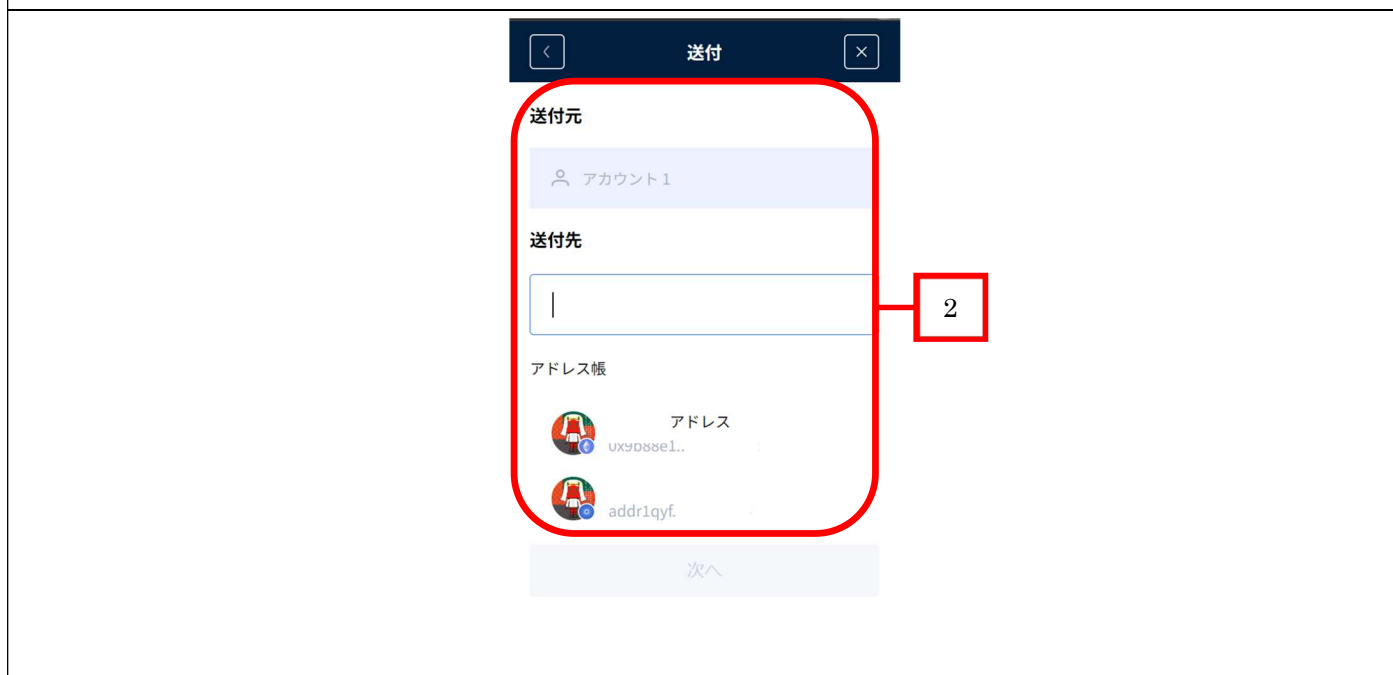 送付
送付元
アカウント 1
送付先
2
アドレス帳
アドレス
0x9b88e1..
addr1qyf.
次へ